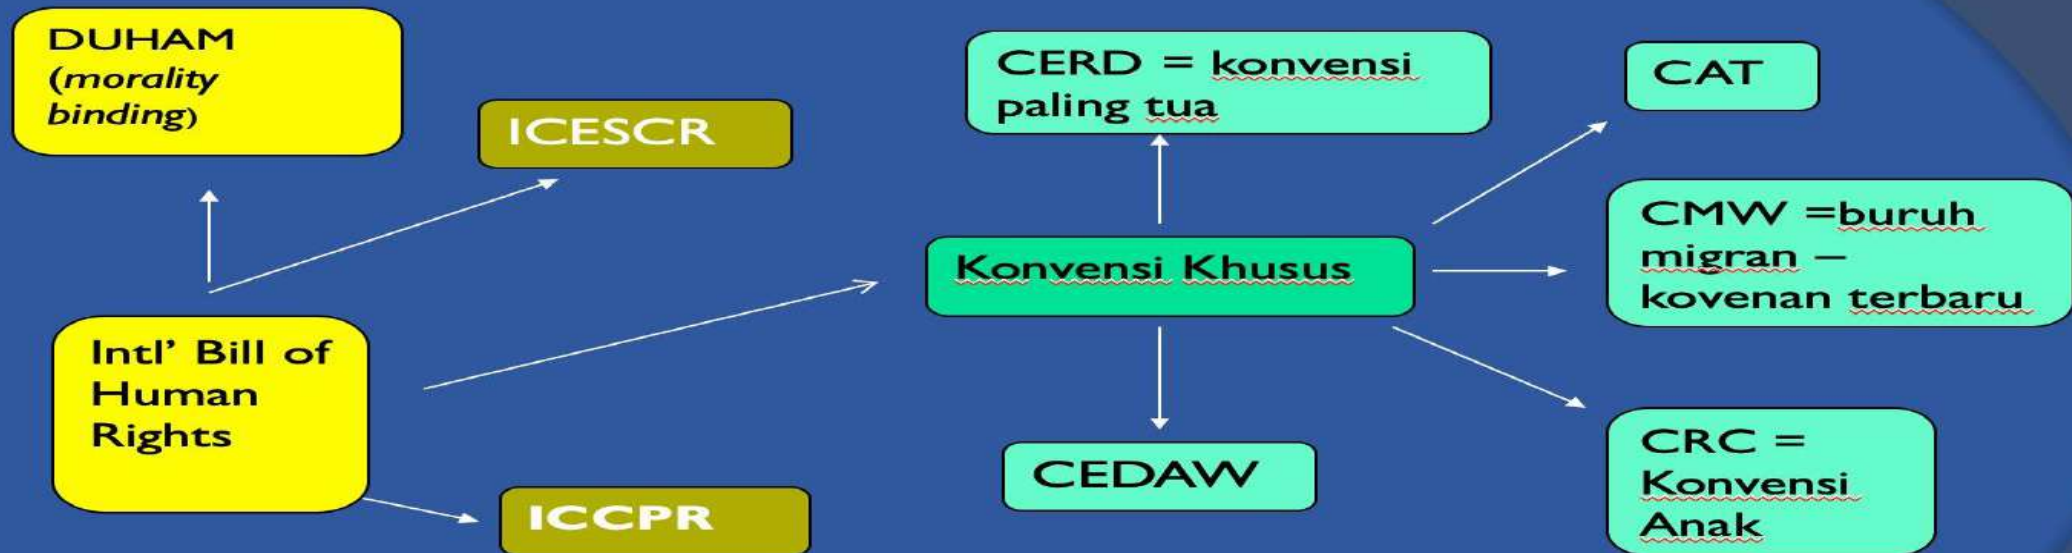 DUHAM
(morality
binding)
ICESCR
Intl’ Bill of
Human
Rights
ICCPR
CERD = konvensi
paling tua
Konvensi Khusus
CEDAW
CAT
CMW =buruh
migran –
kovenan terbaru
CRC =
Konvensi
Anak